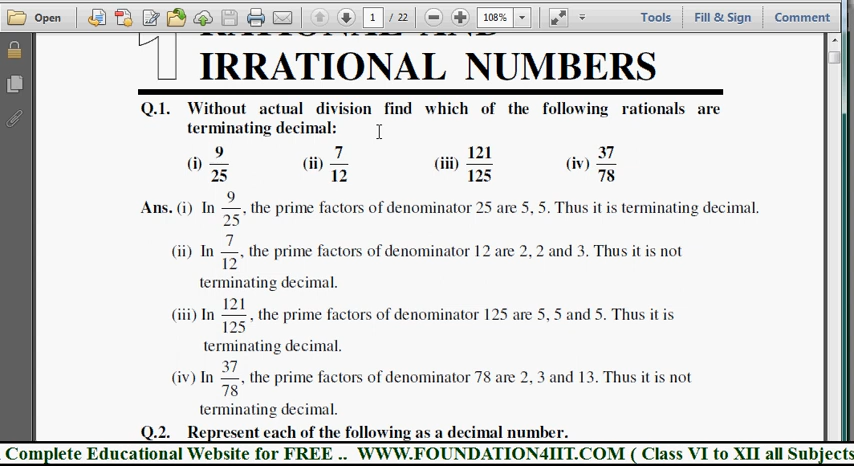 Open 1 / 22 108% Tools Fill & Sign Comment
1 RATIONAL AND
IRRATIONAL NUMBERS
Q.1. Without actual division find which of the following rationals are
terminating decimal:
(i) 9/25 (ii) 7/12 (iii) 121/125 (iv) 37/78
Ans. (i) In 9/25, the prime factors of denominator 25 are 5, 5. Thus it is terminating decimal.
(ii) In 7/12, the prime factors of denominator 12 are 2, 2 and 3. Thus it is not
terminating decimal.
(iii) In 121/125, the prime factors of denominator 125 are 5, 5 and 5. Thus it is
terminating decimal.
(iv) In 37/78, the prime factors of denominator 78 are 2, 3 and 13. Thus it is not
terminating decimal.
Q.2. Represent each of the following as a decimal number.
Complete Educational Website for FREE .. WWW.FOUNDATION4IIT.COM ( Class VI to XII all Subjects